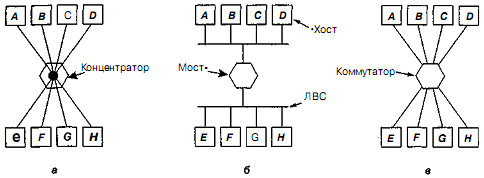 A B C D
Концентратор
e F G H
а
A B C D
Хост
Мост
ЛВС
E F G H
б
A B C D
Коммутатор
E F G H
в